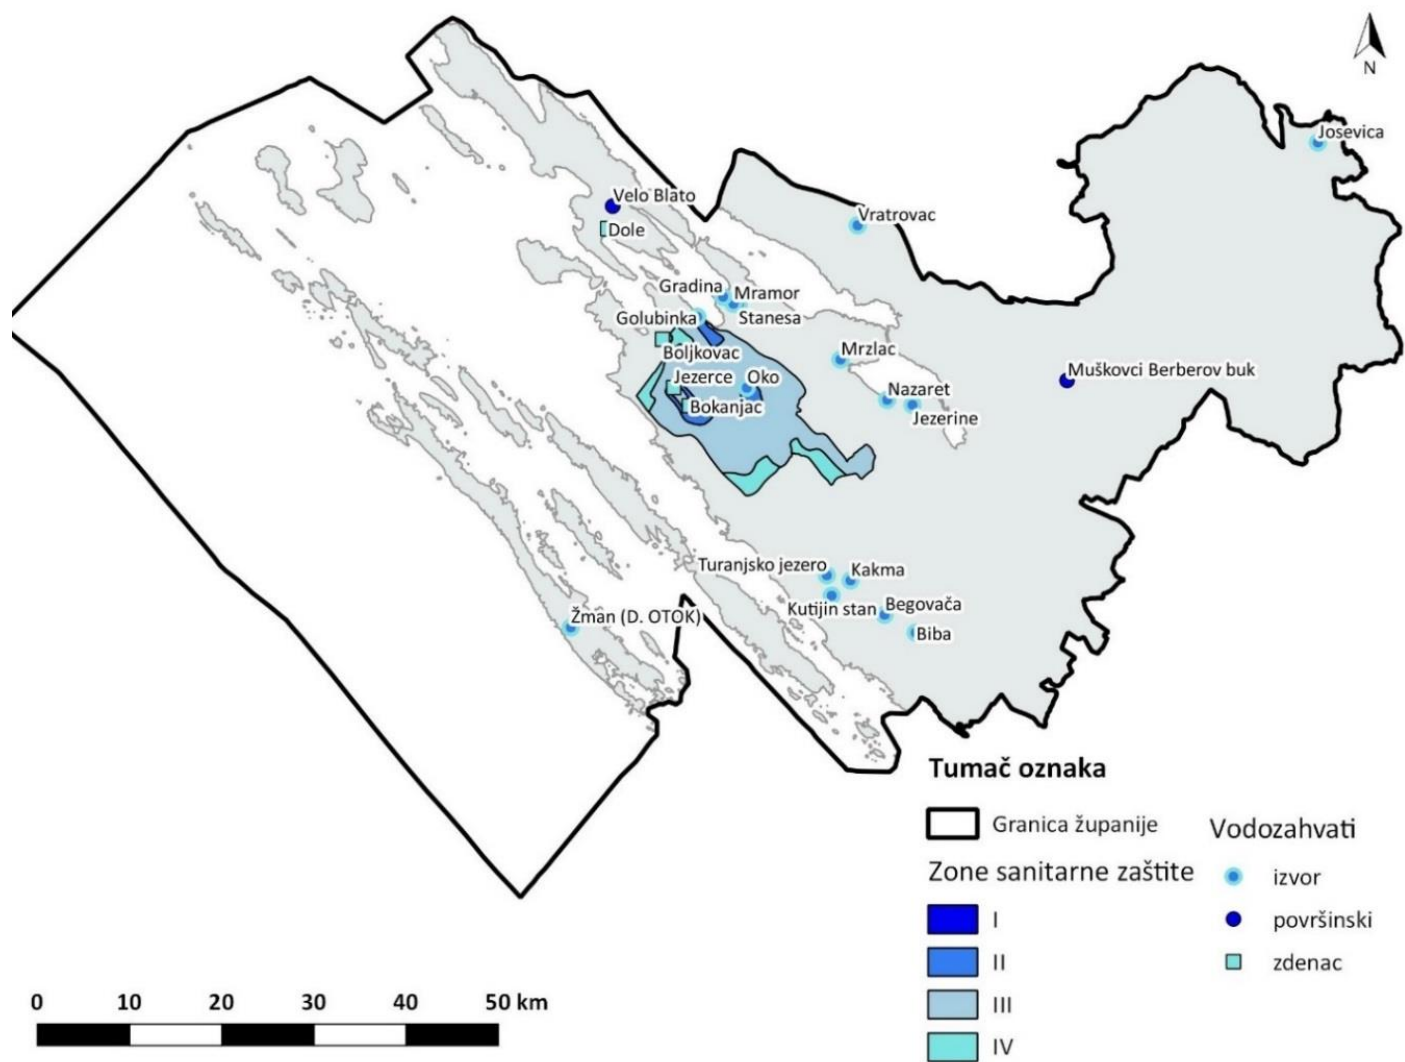 N
Josevica
Velo Blato
Vratrovac
Dole
Gradina
Mramor
Golubinka
Stanesa
Boljkovac
Mrzlac
Jezerce
Oko
Muškovci Berberov buk
Nazaret
Bokanjac
Jezerine
Turanjsko jezero
Kakma
Kutijin stan
Begovača
Žman (D. OTOK)
Biba
Tumač oznaka
Granica županije
Vodozahvati
Zone sanitarne zaštite
izvor
I
površinski
II
zdenac
III
IV
0 10 20 30 40 50 km